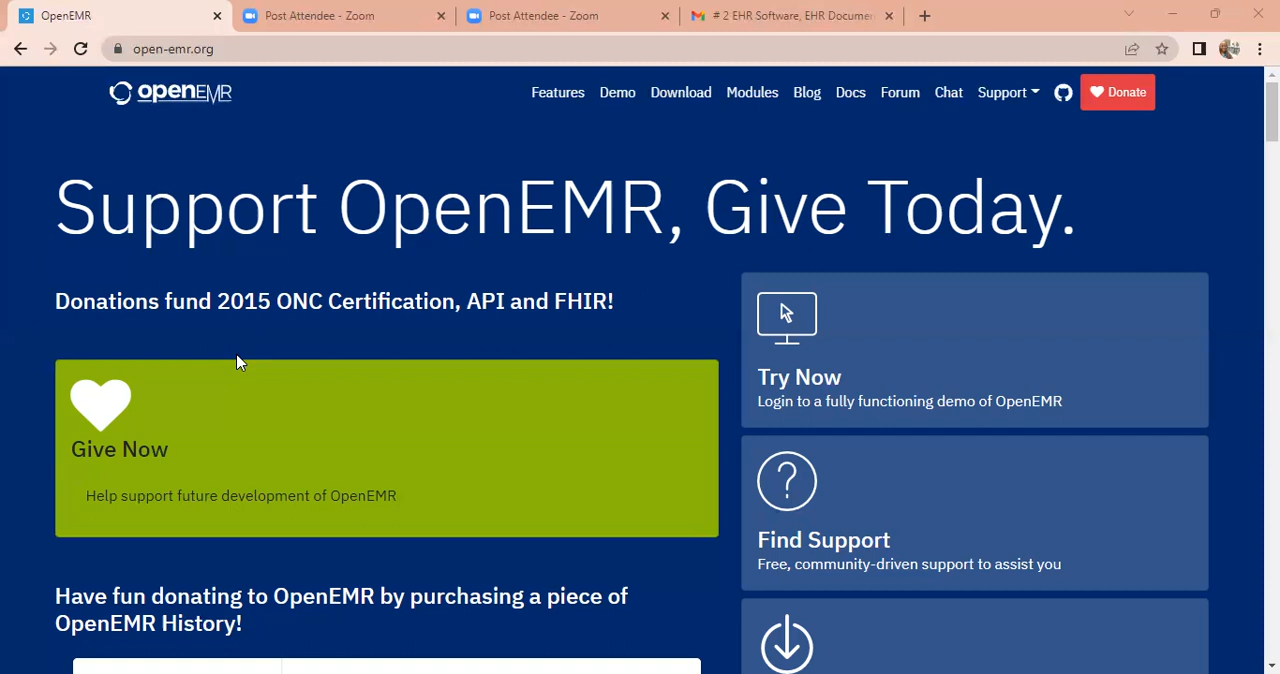 OpenEMR
Post Attendee - Zoom
Post Attendee - Zoom
# 2 EHR Software, EHR Documen
open-emr.org
openEMR
Features
Demo
Download
Modules
Blog
Docs
Forum
Chat
Support
Donate
Support OpenEMR, Give Today.
Donations fund 2015 ONC Certification, API and FHIR!
Give Now
Help support future development of OpenEMR
Have fun donating to OpenEMR by purchasing a piece of
OpenEMR History!
Try Now
Login to a fully functioning demo of OpenEMR
Find Support
Free, community-driven support to assist you